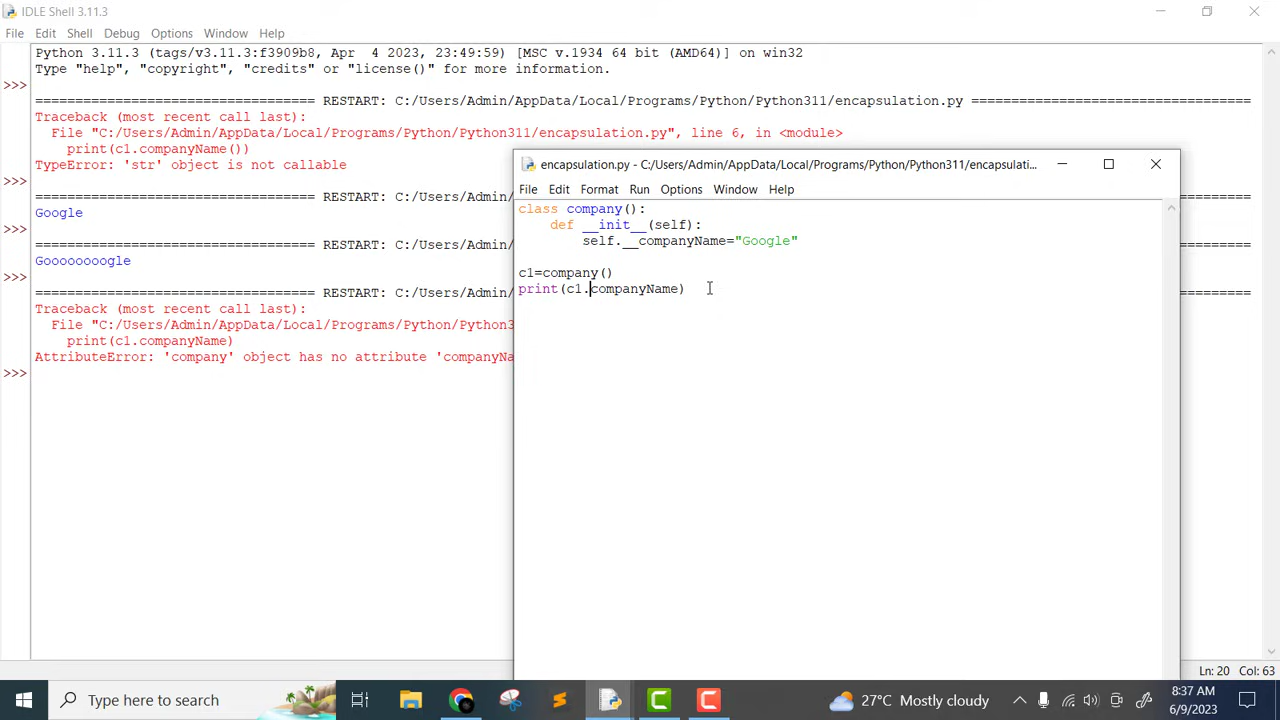 IDLE Shell 3.11.3
File Edit Shell Debug Options Window Help
Python 3.11.3 (tags/v3.11.3:f3909b8, Apr  4 2023, 23:49:59) [MSC v.1934 64 bit (AMD64)] on win32
Type "help", "copyright", "credits" or "license()" for more information.
>>>
=================================== RESTART: C:/Users/Admin/AppData/Local/Programs/Python/Python311/encapsulation.py ===================================
Traceback (most recent call last):
  File "C:/Users/Admin/AppData/Local/Programs/Python/Python311/encapsulation.py", line 6, in <module>
    print(c1.companyName())
TypeError: 'str' object is not callable
>>>
=================================== RESTART: C:/Users/A
Google
>>>
=================================== RESTART: C:/Users/A
Goooooooogle
>>>
=================================== RESTART: C:/Users/A
Traceback (most recent call last):
  File "C:/Users/Admin/AppData/Local/Programs/Python/Python3
    print(c1.companyName)
AttributeError: 'company' object has no attribute 'companyNa
>>>
encapsulation.py - C:/Users/Admin/AppData/Local/Programs/Python/Python311/encapsulati...
File Edit Format Run Options Window Help
class company():
    def __init__(self):
        self.__companyName="Google"
c1=company()
print(c1.companyName)
Ln: 20 Col: 63
Type here to search
27°C Mostly cloudy
8:37 AM
6/9/2023